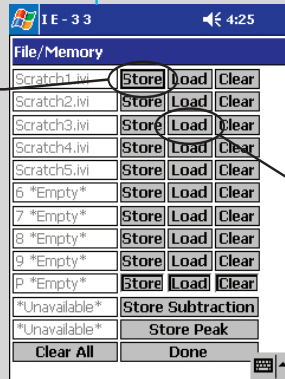 IE-33 4:25
File/Memory
Scratch1.ivi Store Load Clear
Scratch2.ivi Store Load Clear
Scratch3.ivi Store Load Clear
Scratch4.ivi Store Load Clear
Scratch5.ivi Store Load Clear
6 *Empty* Store Load Clear
7 *Empty* Store Load Clear
8 *Empty* Store Load Clear
9 *Empty* Store Load Clear
P *Empty* Store Load Clear
*Unavailable* Store Subtraction
*Unavailable* Store Peak
Clear All Done